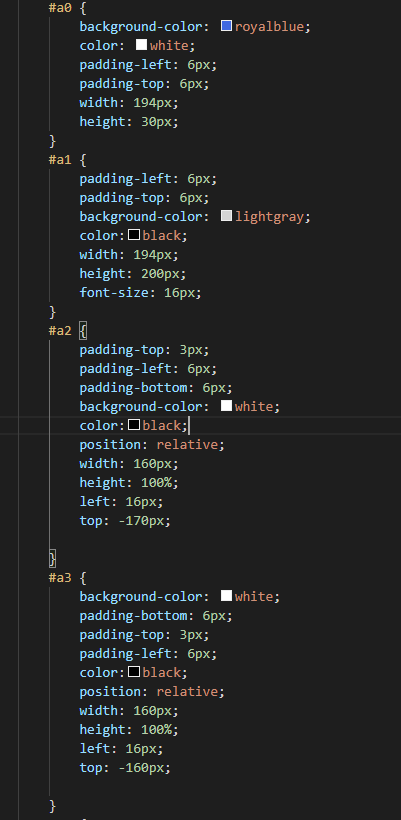 #a0 {
background-color: royalblue;
color: white;
padding-left: 6px;
padding-top: 6px;
width: 194px;
height: 30px;
}
#a1 {
padding-left: 6px;
padding-top: 6px;
background-color: lightgray;
color:black;
width: 194px;
height: 200px;
font-size: 16px;
}
#a2 {
padding-top: 3px;
padding-left: 6px;
padding-bottom: 6px;
background-color: white;
color:black;
position: relative;
width: 160px;
height: 100%;
left: 16px;
top: -170px;
}
#a3 {
background-color: white;
padding-bottom: 6px;
padding-top: 3px;
padding-left: 6px;
color:black;
position: relative;
width: 160px;
height: 100%;
left: 16px;
top: -160px;
}